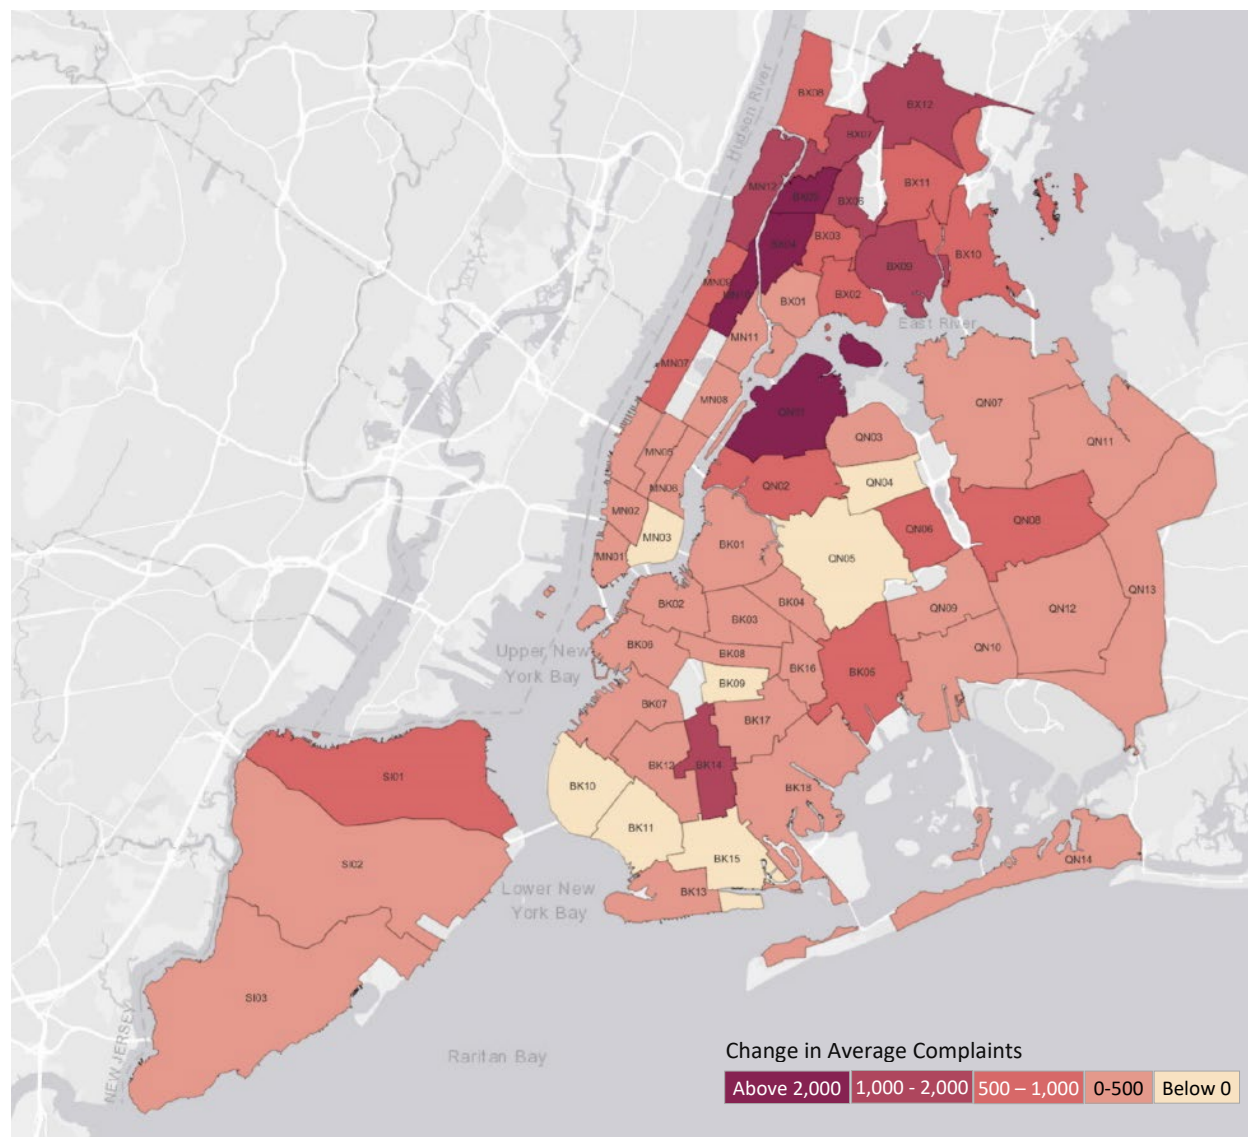 BX08
BX12
Hudson River
BX07
MN12
BX05
BX06
BX11
BX04
BX03
BX10
MN09
BX09
MN10
BX01
BX02
East River
MN11
MN07
MN08
QN07
QN01
QN03
QN11
MN05
QN04
MN06
QN02
MN02
QN06
QN08
MN03
BK01
QN05
MN01
QN13
BK02
BK04
QN09
QN12
BK03
Upper New
York Bay
BK06
BK08
BK16
BK05
QN10
BK09
BK07
BK17
SI01
BK12
BK14
BK10
BK18
BK11
SI02
BK15
QN14
Lower New
York Bay
BK13
SI03
NEW JERSEY
Raritan Bay
Change in Average Complaints
Above 2,000 1,000 - 2,000 500 – 1,000 0-500 Below 0